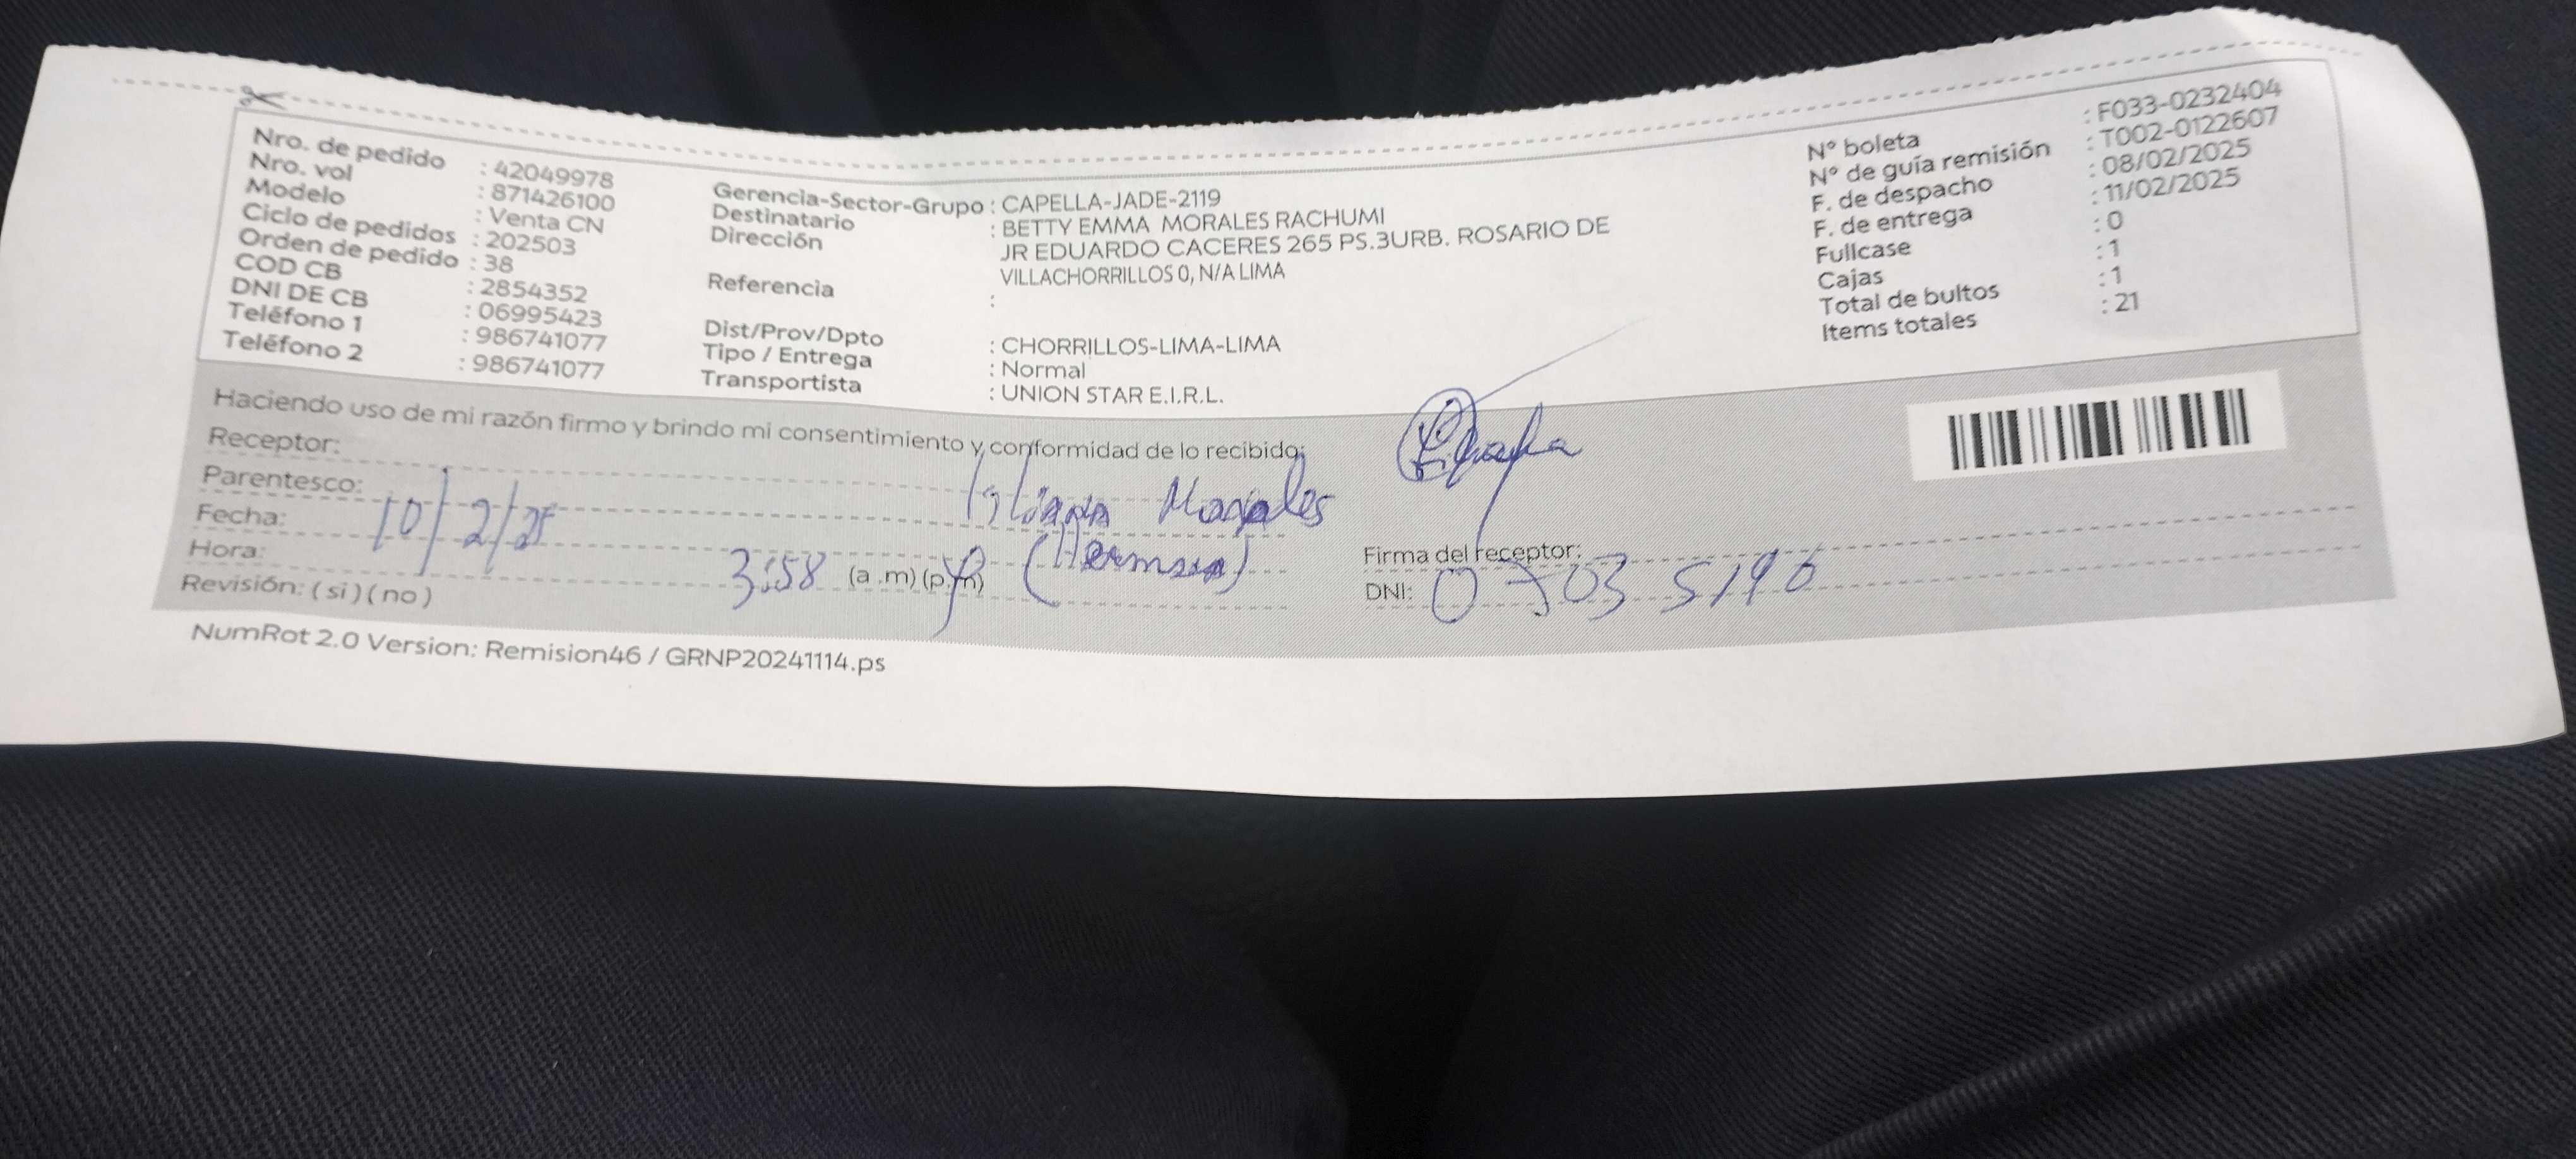 Nro. de pedido : 42049978
Nro. vol : 871426100
Modelo : Venta CN
Ciclo de pedidos : 202503
Orden de pedido : 38
COD CB : 2854352
DNI DE CB : 06995423
Teléfono 1 : 986741077
Teléfono 2 : 986741077
Gerencia-Sector-Grupo : CAPELLA-JADE-2119
Destinatario : BETTY EMMA MORALES RACHUMI
Dirección JR EDUARDO CACERES 265 PS.3URB. ROSARIO DE
VILLACHORRILLOS 0, N/A LIMA
Referencia :
Dist/Prov/Dpto : CHORRILLOS-LIMA-LIMA
Tipo / Entrega : Normal
Transportista : UNION STAR E.I.R.L.
N° boleta : F033-0232404
N° de guía remisión : T002-0122607
F. de despacho : 08/02/2025
F. de entrega : 11/02/2025
Fullcase : 0
Cajas : 1
Total de bultos : 1
Items totales : 21
Haciendo uso de mi razón firmo y brindo mi consentimiento y conformidad de lo recibido:
Receptor: Morales
Parentesco: (Hermana)
Fecha: 10/2/25
Hora: 3:58 (a .m) (p.m)
Revisión: ( si ) ( no )
Firma del receptor:
DNI: 07035196
NumRot 2.0 Version: Remision46 / GRNP20241114.ps